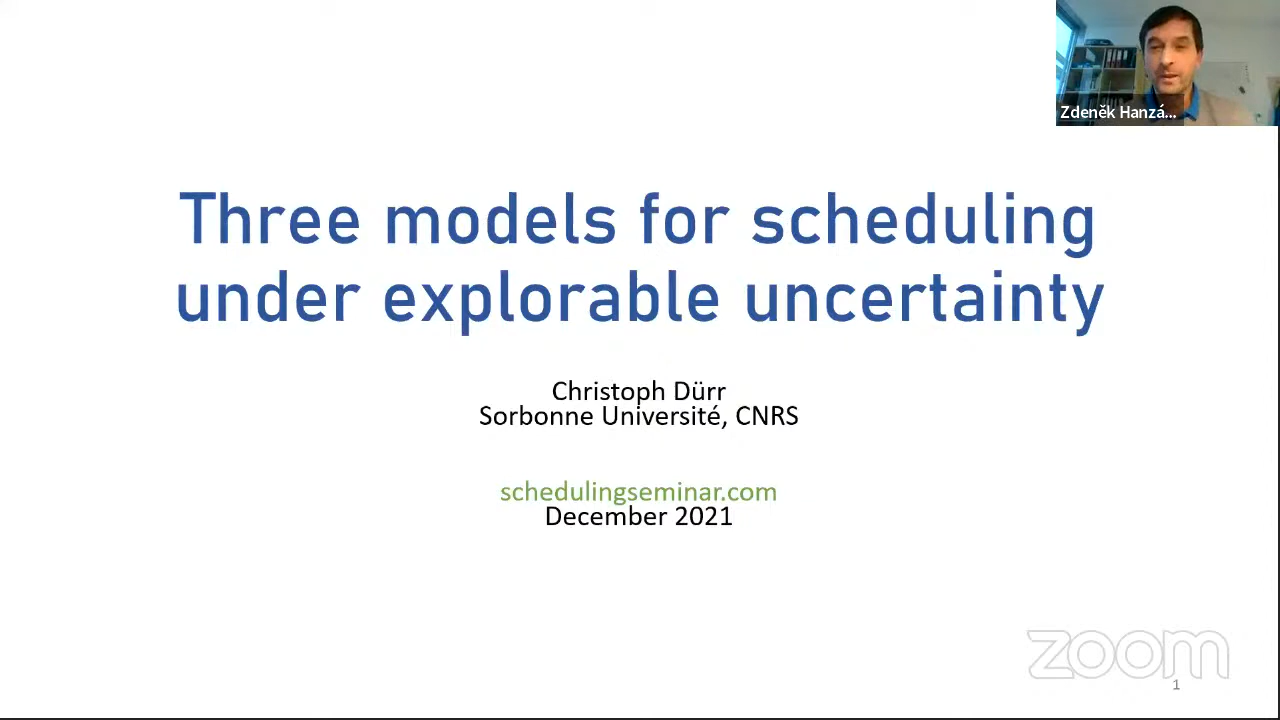 Zdeněk Hanzá...
Three models for scheduling
under explorable uncertainty
Christoph Dürr
Sorbonne Université, CNRS
schedulingseminar.com
December 2021
zoom
1